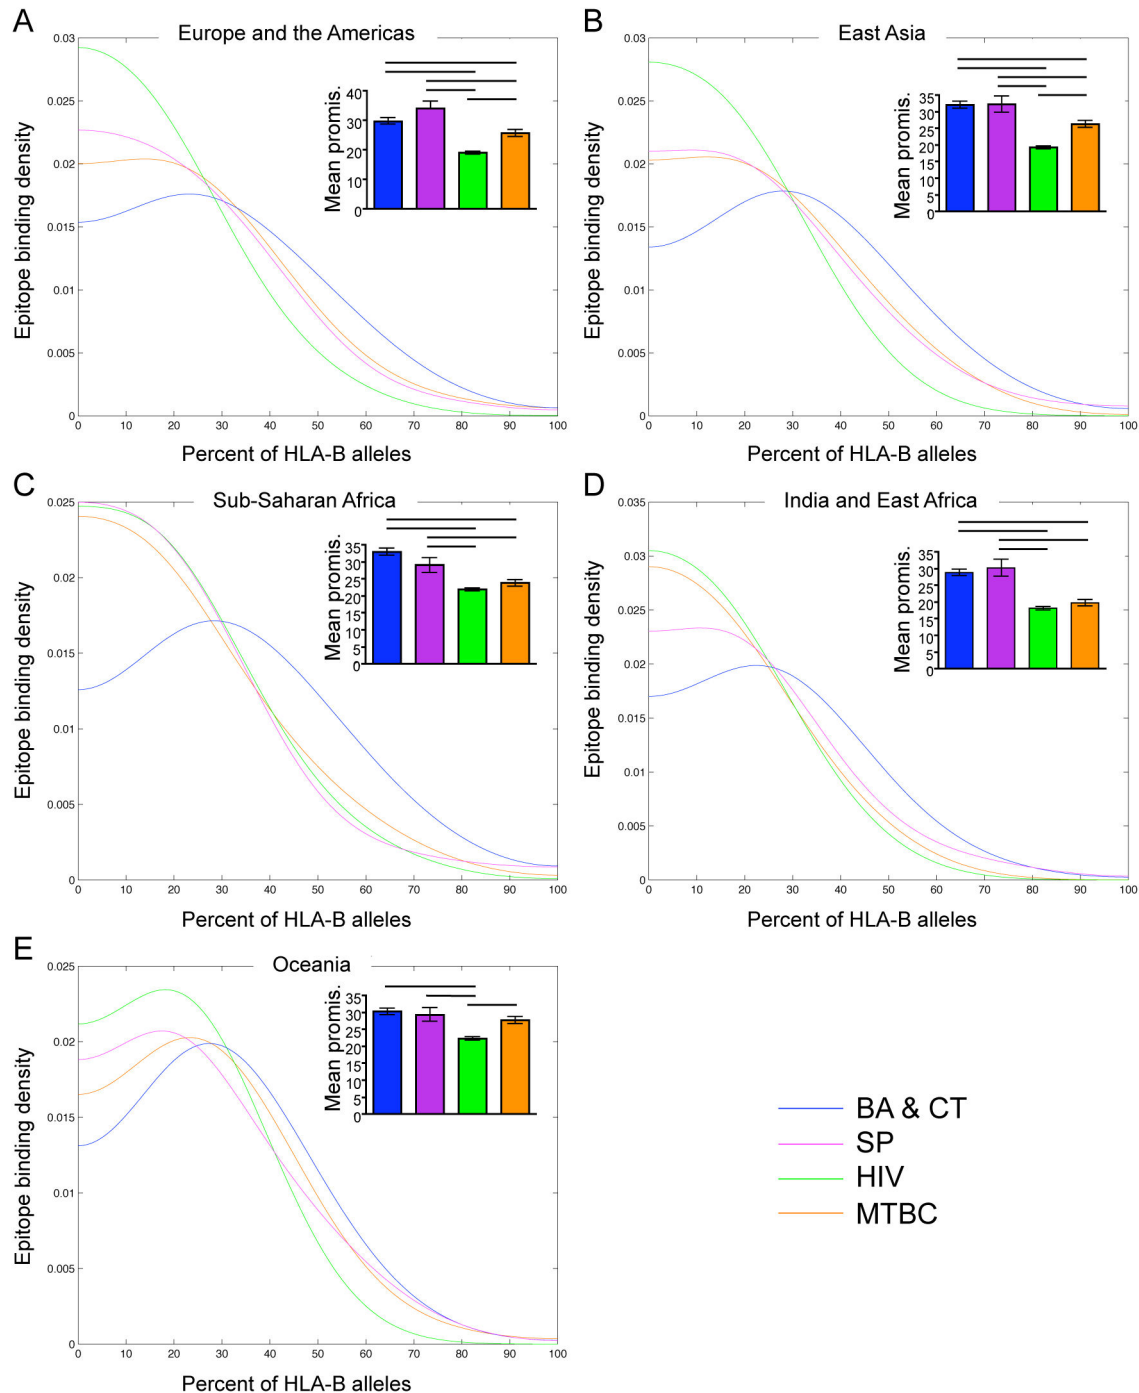 A
Europe and the Americas
0.03
0.025
0.02
0.015
0.01
0.005
0
Epitope binding density
0 10 20 30 40 50 60 70 80 90 100
Percent of HLA-B alleles
Mean promis.
40
30
20
10
0
B
East Asia
0.03
0.025
0.02
0.015
0.01
0.005
0
Epitope binding density
0 10 20 30 40 50 60 70 80 90 100
Percent of HLA-B alleles
Mean promis.
35
30
25
20
15
10
5
0
C
Sub-Saharan Africa
0.025
0.02
0.015
0.01
0.005
0
Epitope binding density
0 10 20 30 40 50 60 70 80 90 100
Percent of HLA-B alleles
Mean promis.
35
30
25
20
15
10
5
0
D
India and East Africa
0.035
0.03
0.025
0.02
0.015
0.01
0.005
0
Epitope binding density
0 10 20 30 40 50 60 70 80 90 100
Percent of HLA-B alleles
Mean promis.
35
30
25
20
15
10
5
0
E
Oceania
0.025
0.02
0.015
0.01
0.005
0
Epitope binding density
0 10 20 30 40 50 60 70 80 90 100
Percent of HLA-B alleles
Mean promis.
35
30
25
20
15
10
5
0
BA & CT
SP
HIV
MTBC